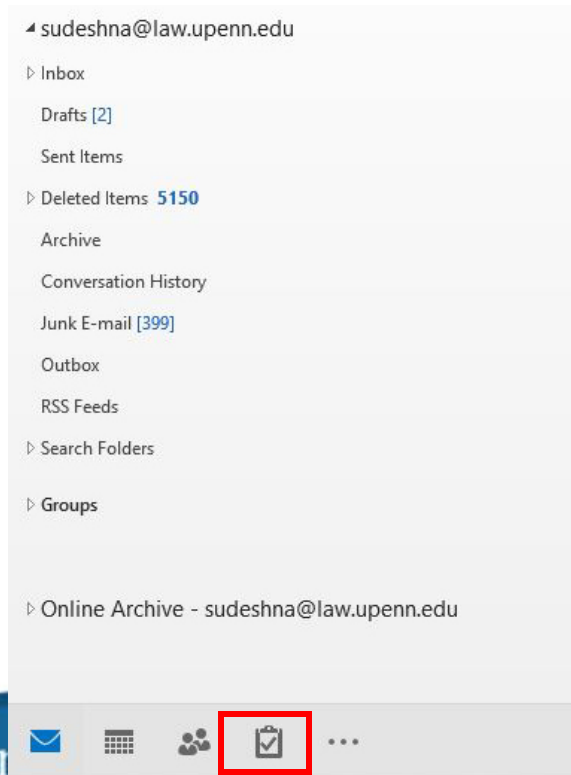 sudeshna@law.upenn.edu
Inbox
Drafts [2]
Sent Items
Deleted Items 5150
Archive
Conversation History
Junk E-mail [399]
Outbox
RSS Feeds
Search Folders
Groups
Online Archive - sudeshna@law.upenn.edu